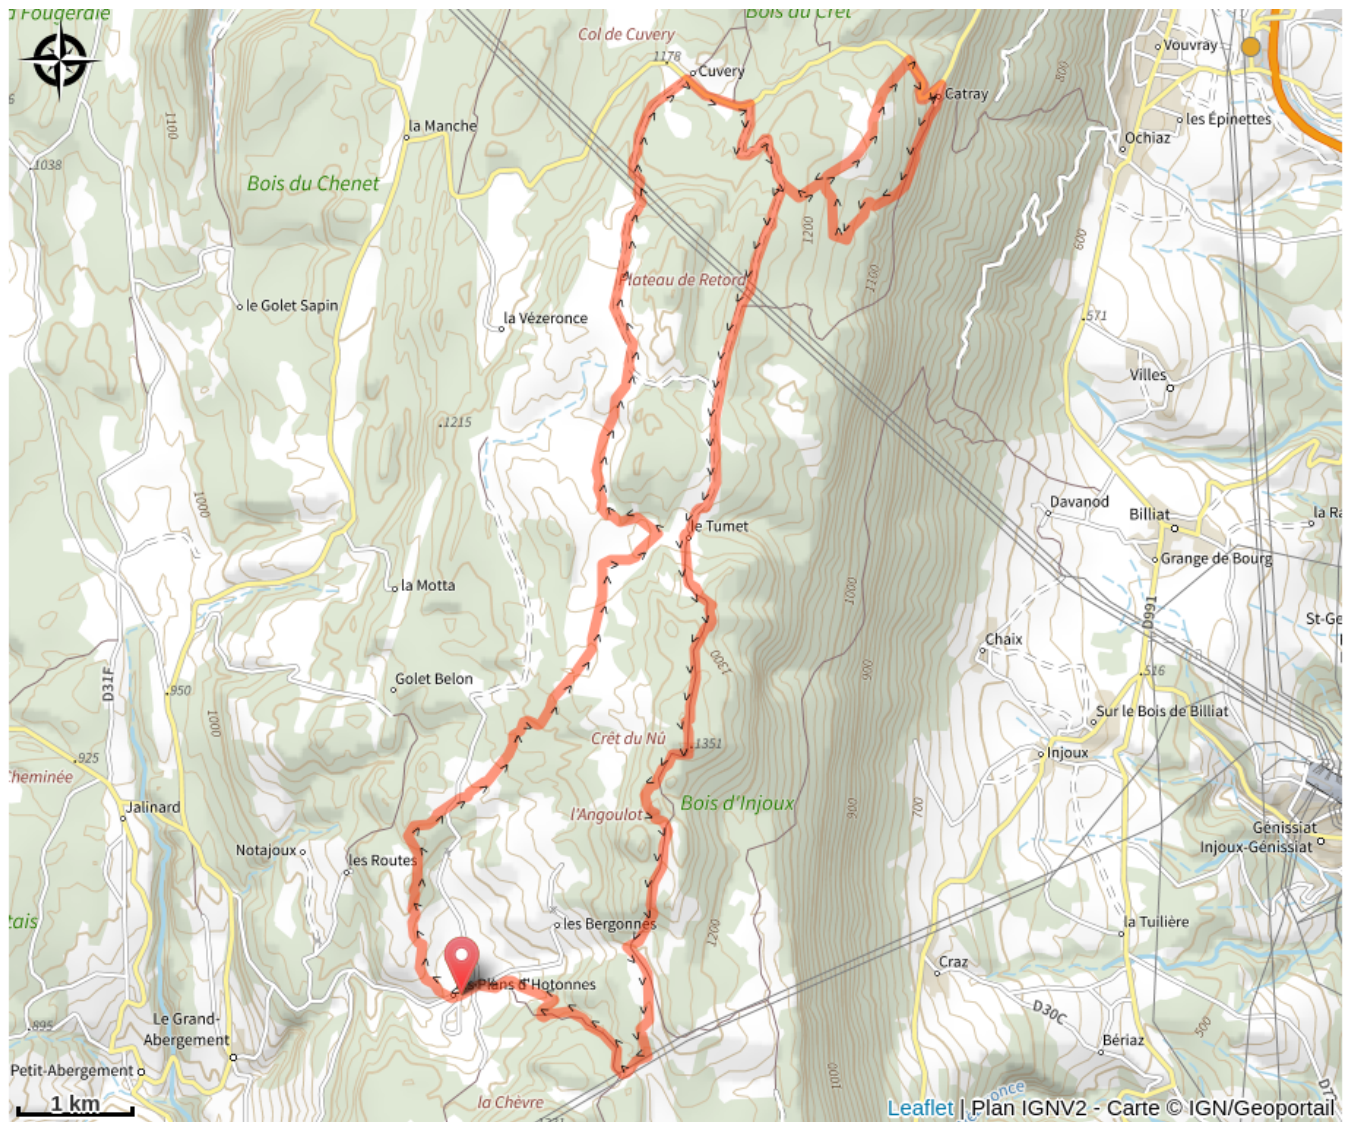 a Fougerale
Bois du Crêt
Col de Cuvery
1178
Cuvery
Vouvray
800
Catray
les Épinettes
la Manche
1100
Ochiaz
1038
Bois du Chenet
1200
600
Plateau de Retord
1100
le Golet Sapin
la Vézeronce
571
Villes
1215
1000
Davanod
Billiat
la Ra
le Tumet
Grange de Bourg
la Motta
1000
D991
St-Ge
Chaix
1300
900
D31F
Golet Belon
516
950
1000
Sur le Bois de Billiat
Crêt du Nû
1351
Injoux
925
Cheminée
Jalinard
l'Angoulot
Bois d'Injoux
900
700
Génissiat
Injoux-Génissiat
Notajoux
les Routes
tais
les Bergonnes
1200
la Tuilière
Craz
s Plans d'Hotonnes
D30C
895
Le Grand-
Abergement
500
Bériaz
Petit-Abergement
1000
la Chèvre
1 km
Leaflet | Plan IGNV2 - Carte © IGN/Geoportail